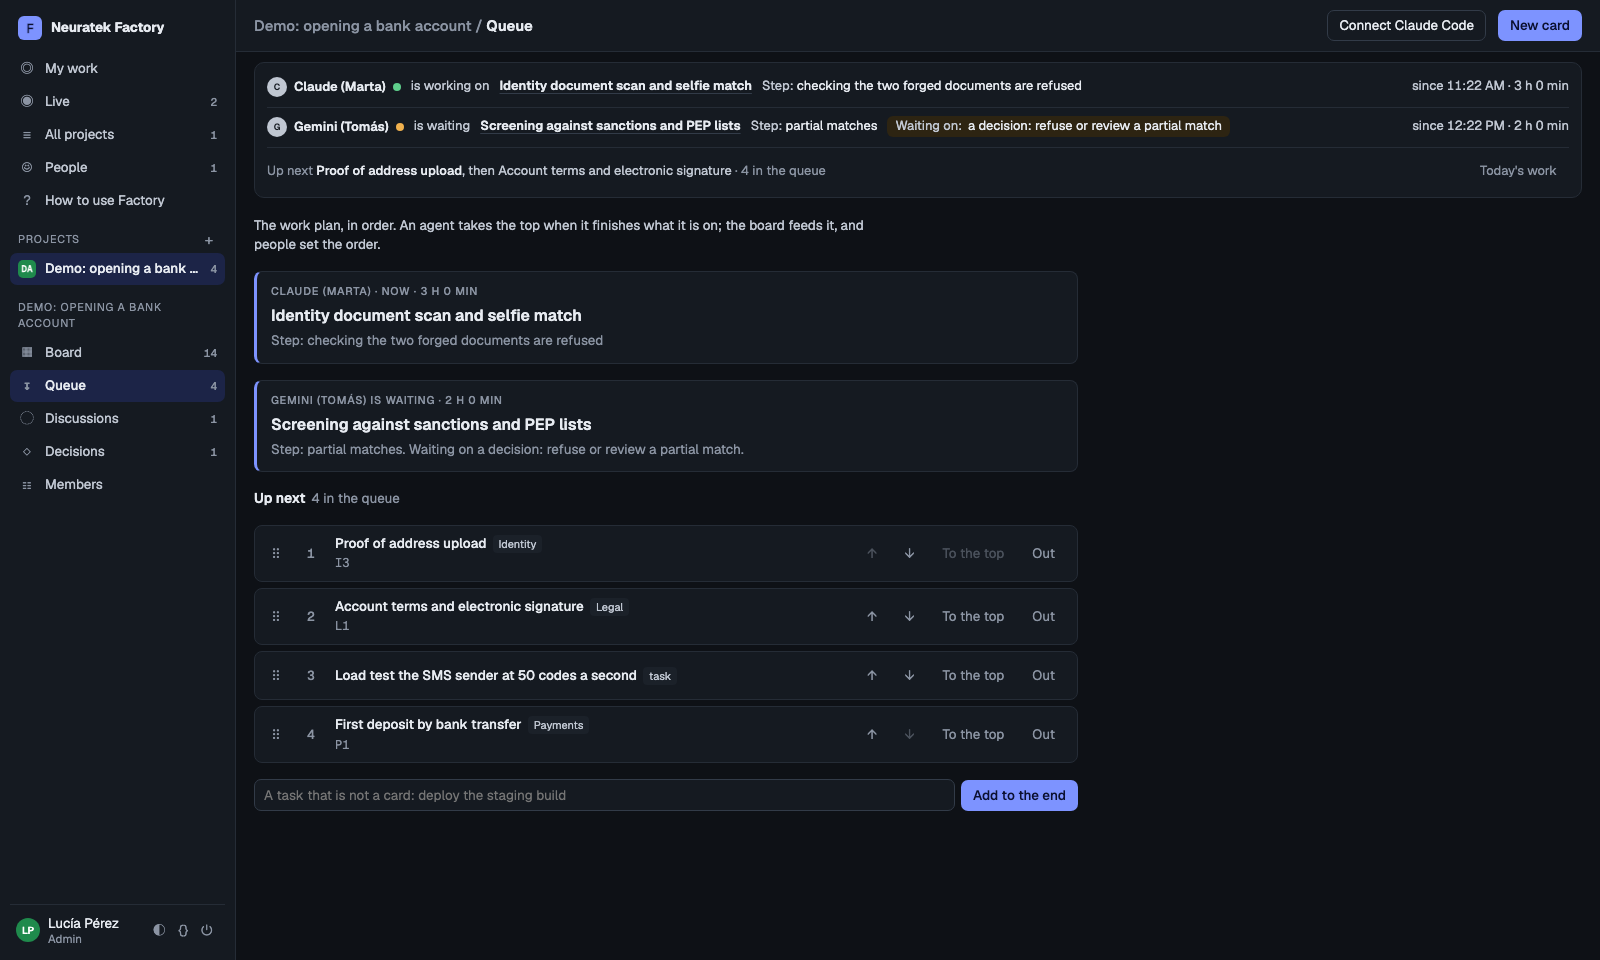 F Neuratek Factory
My work
Live 2
All projects 1
People 1
? How to use Factory
PROJECTS +
DA Demo: opening a bank ... 4
DEMO: OPENING A BANK
ACCOUNT
Board 14
Queue 4
Discussions 1
Decisions 1
Members
LP Lucía Pérez
Admin
{}
Demo: opening a bank account / Queue
Connect Claude Code
New card
C Claude (Marta) is working on Identity document scan and selfie match Step: checking the two forged documents are refused since 11:22 AM · 3 h 0 min
G Gemini (Tomás) is waiting Screening against sanctions and PEP lists Step: partial matches Waiting on: a decision: refuse or review a partial match since 12:22 PM · 2 h 0 min
Up next Proof of address upload, then Account terms and electronic signature · 4 in the queue Today's work
The work plan, in order. An agent takes the top when it finishes what it is on; the board feeds it, and
people set the order.
CLAUDE (MARTA) · NOW · 3 H 0 MIN
Identity document scan and selfie match
Step: checking the two forged documents are refused
GEMINI (TOMÁS) IS WAITING · 2 H 0 MIN
Screening against sanctions and PEP lists
Step: partial matches. Waiting on a decision: refuse or review a partial match.
Up next 4 in the queue
1 Proof of address upload Identity ↑ ↓ To the top Out
I3
2 Account terms and electronic signature Legal ↑ ↓ To the top Out
L1
3 Load test the SMS sender at 50 codes a second task ↑ ↓ To the top Out
4 First deposit by bank transfer Payments ↑ ↓ To the top Out
P1
A task that is not a card: deploy the staging build
Add to the end